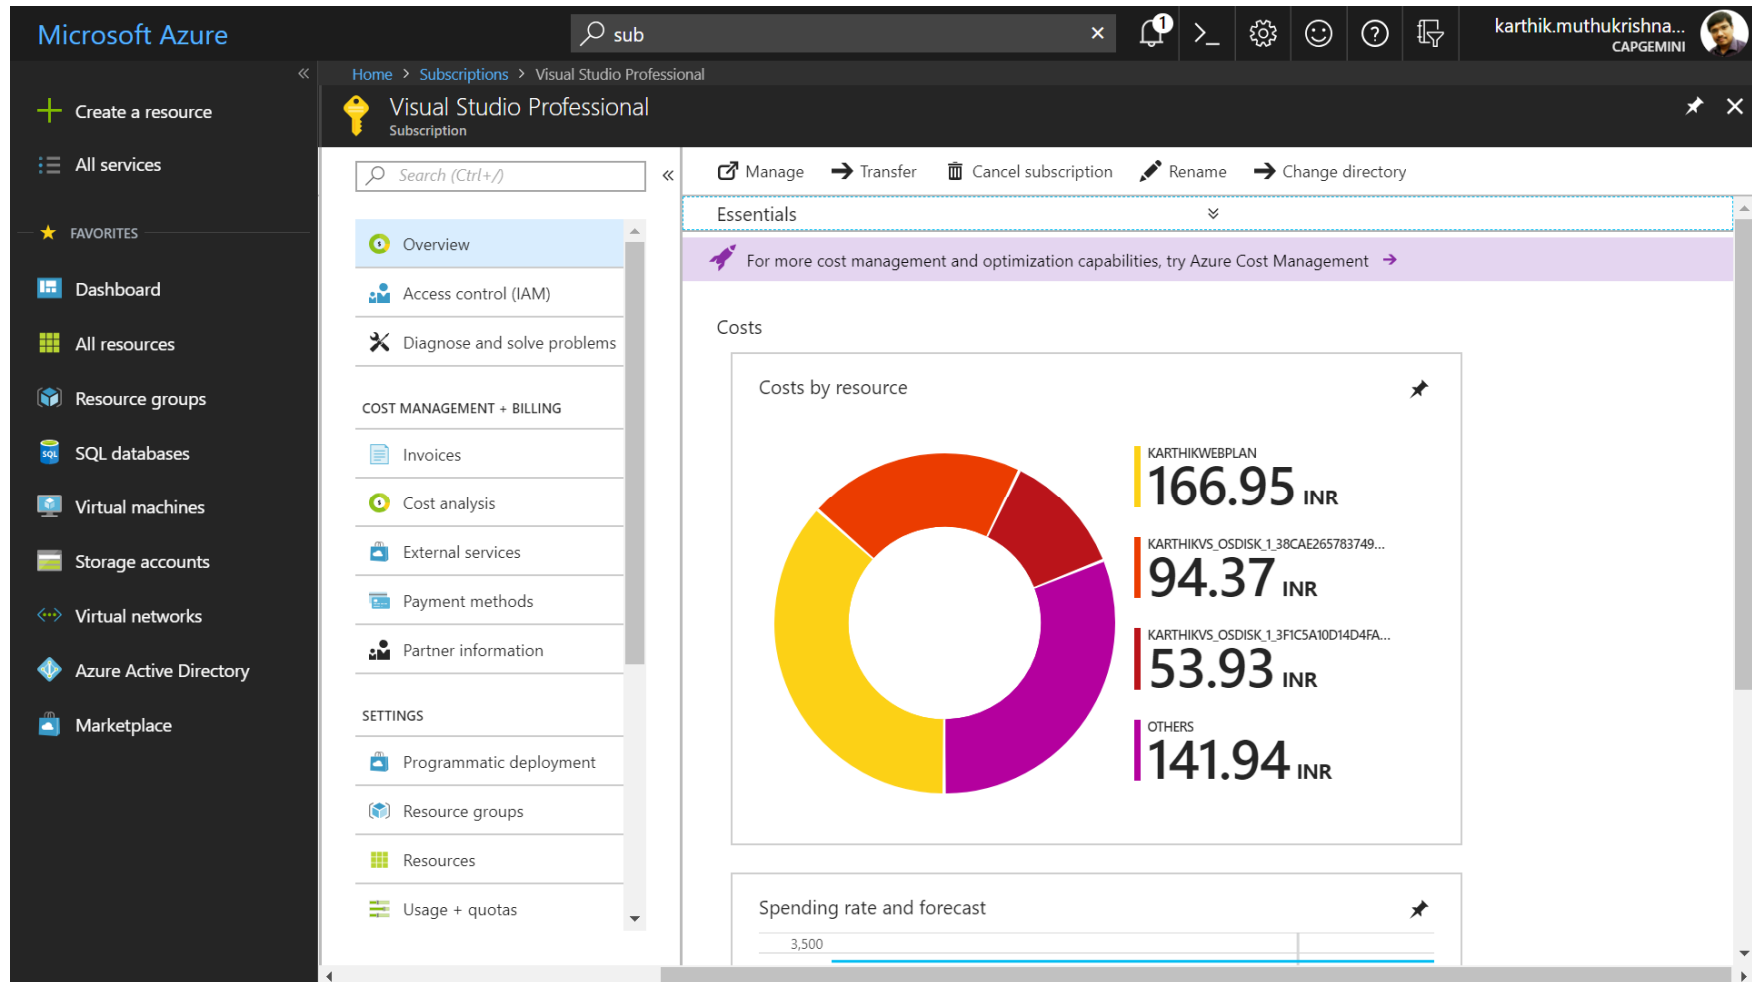 Microsoft Azure
sub
1
karthik.muthukrishna...
CAPGEMINI
Home > Subscriptions > Visual Studio Professional
Create a resource
All services
FAVORITES
Dashboard
All resources
Resource groups
SQL databases
Virtual machines
Storage accounts
Virtual networks
Azure Active Directory
Marketplace
Visual Studio Professional
Subscription
Search (Ctrl+/)
Overview
Access control (IAM)
Diagnose and solve problems
COST MANAGEMENT + BILLING
Invoices
Cost analysis
External services
Payment methods
Partner information
SETTINGS
Programmatic deployment
Resource groups
Resources
Usage + quotas
Manage Transfer Cancel subscription Rename Change directory
Essentials
For more cost management and optimization capabilities, try Azure Cost Management
Costs
Costs by resource
KARTHIKWEBPLAN
166.95 INR
KARTHIKVS_OSDISK_1_38CAE265783749...
94.37 INR
KARTHIKVS_OSDISK_1_3F1C5A10D14D4FA...
53.93 INR
OTHERS
141.94 INR
Spending rate and forecast
3,500